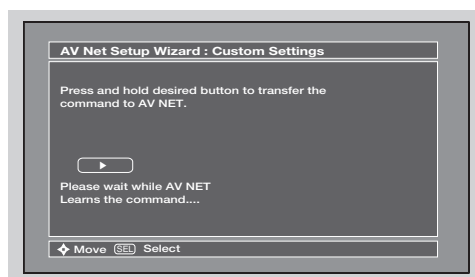 AV Net Setup Wizard : Custom Settings
Press and hold desired button to transfer the
command to AV NET.
Please wait while AV NET
Learns the command....
Move SEL Select